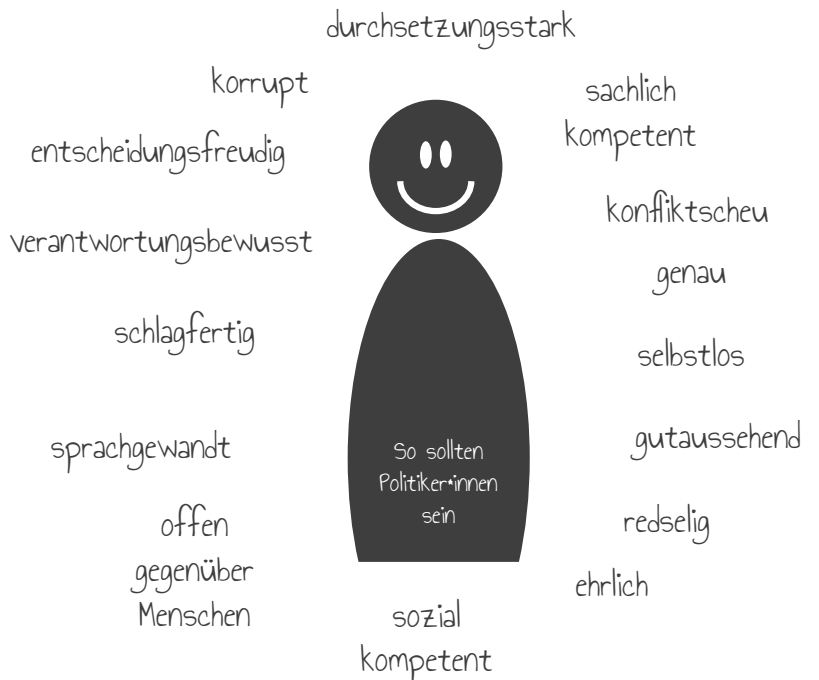 durchsetzungsstark
korrupt
sachlich
kompetent
entscheidungsfreudig
konfliktscheu
verantwortungsbewusst
genau
schlagfertig
selbstlos
sprachgewandt
gutaussehend
So sollten
Politiker*innen
sein
offen
gegenüber
Menschen
redselig
ehrlich
sozial
kompetent